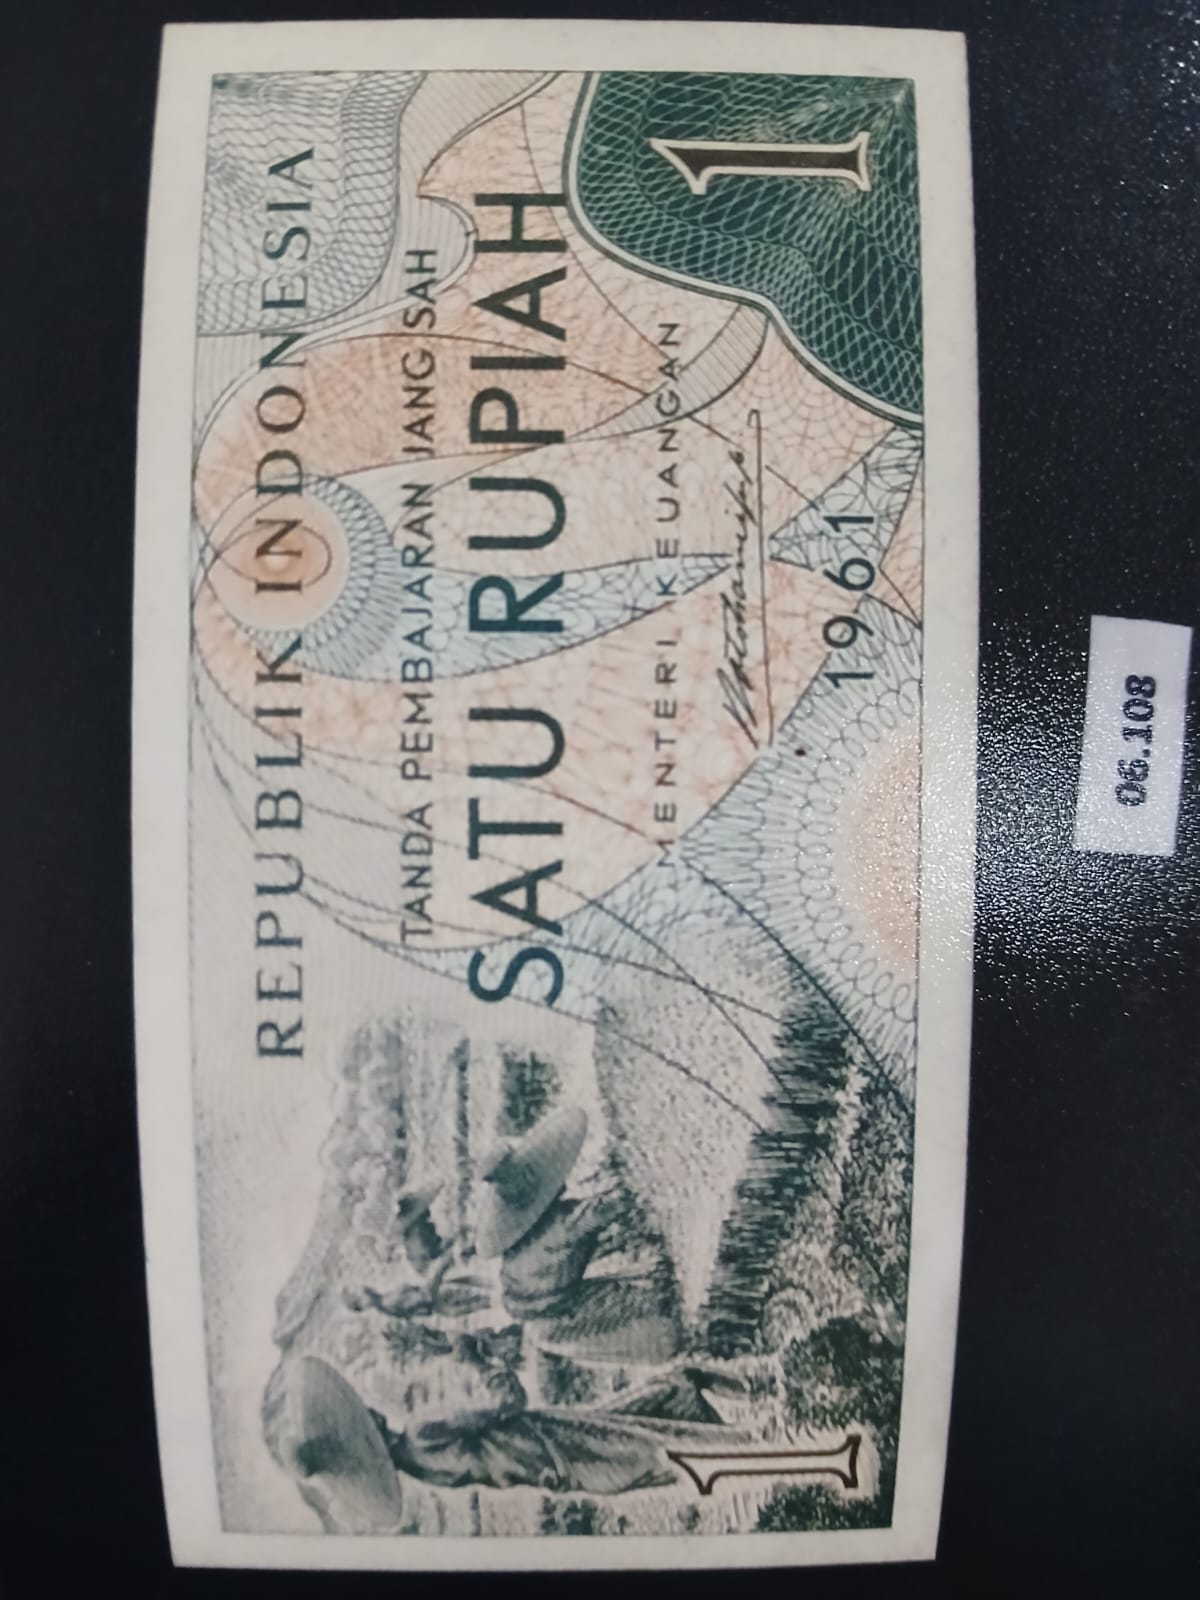 REPUBLIK INDONESIA
TANDA PEMBAJARAN JANG SAH
SATU RUPIAH
MENTERI KEUANGAN
1961
1
1
06.108